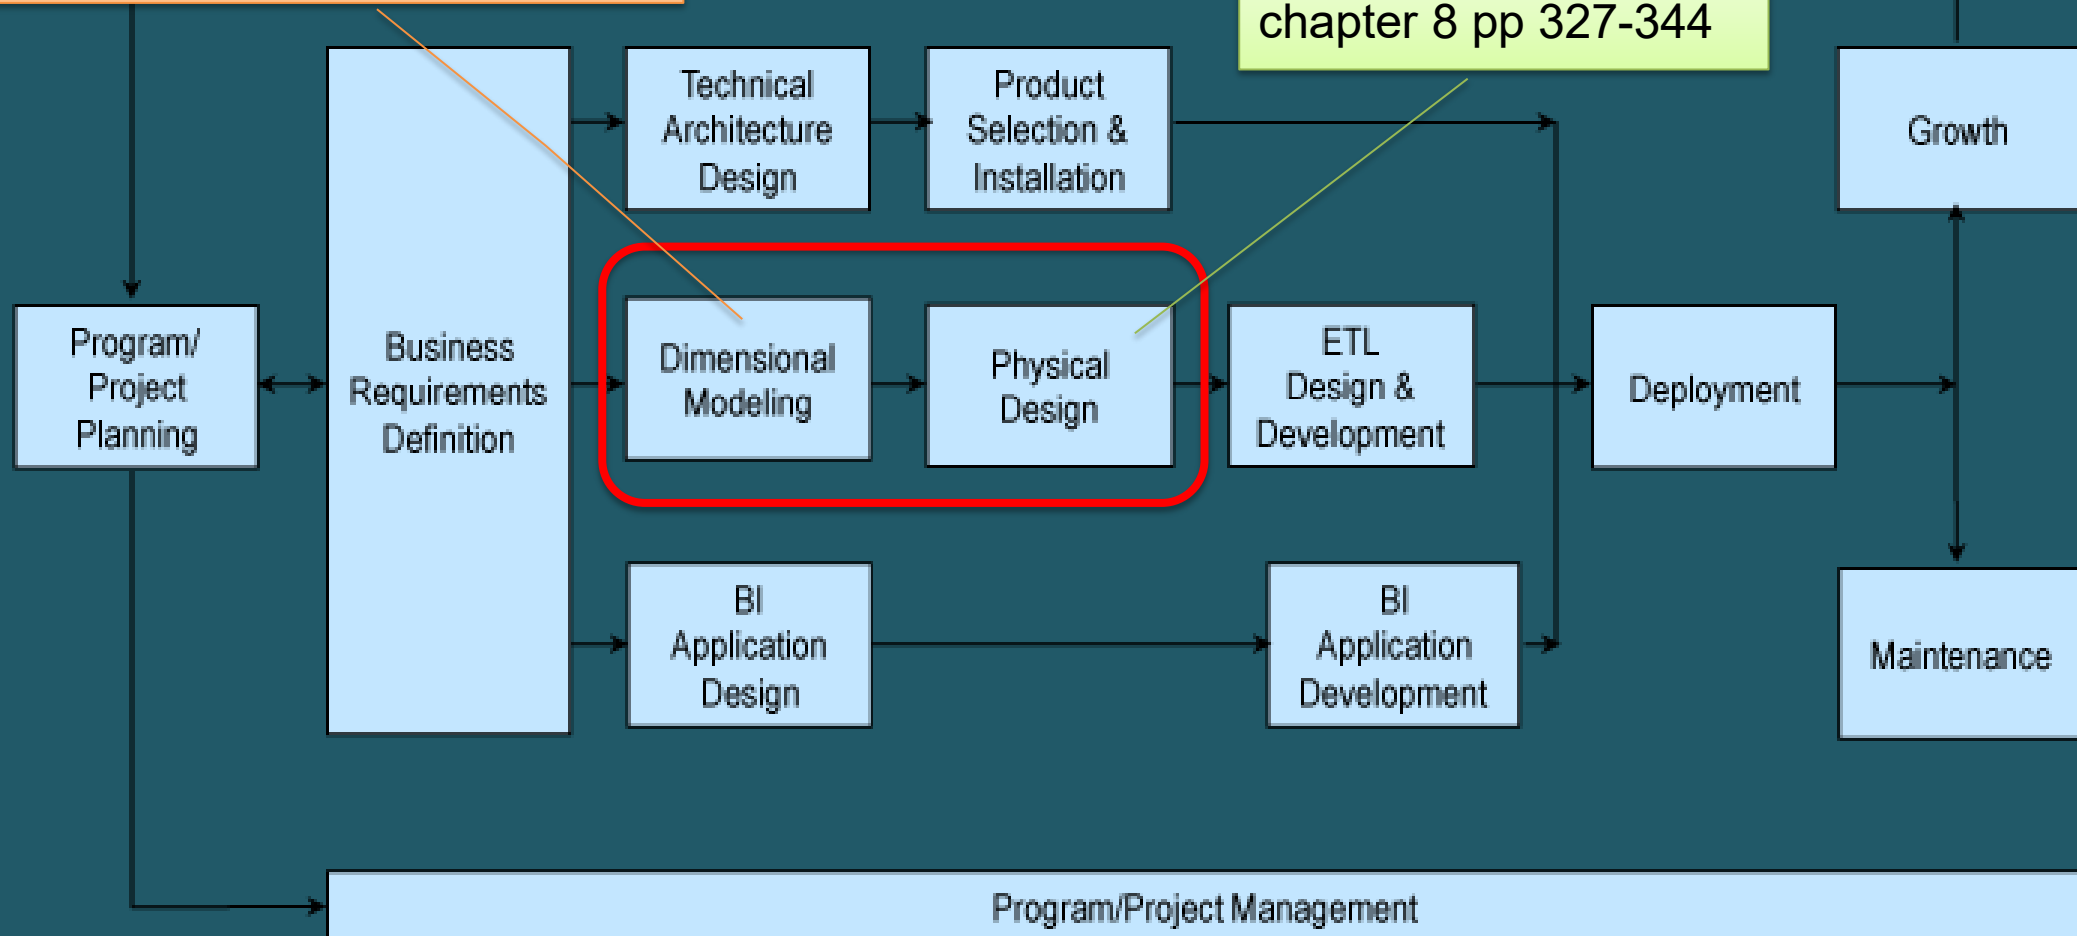 chapter 8 pp 327-344
Technical
Architecture
Design
Product
Selection &
Installation
Growth
Program/
Project
Planning
Business
Requirements
Definition
Dimensional
Modeling
Physical
Design
ETL
Design &
Development
Deployment
BI
Application
Design
BI
Application
Development
Maintenance
Program/Project Management